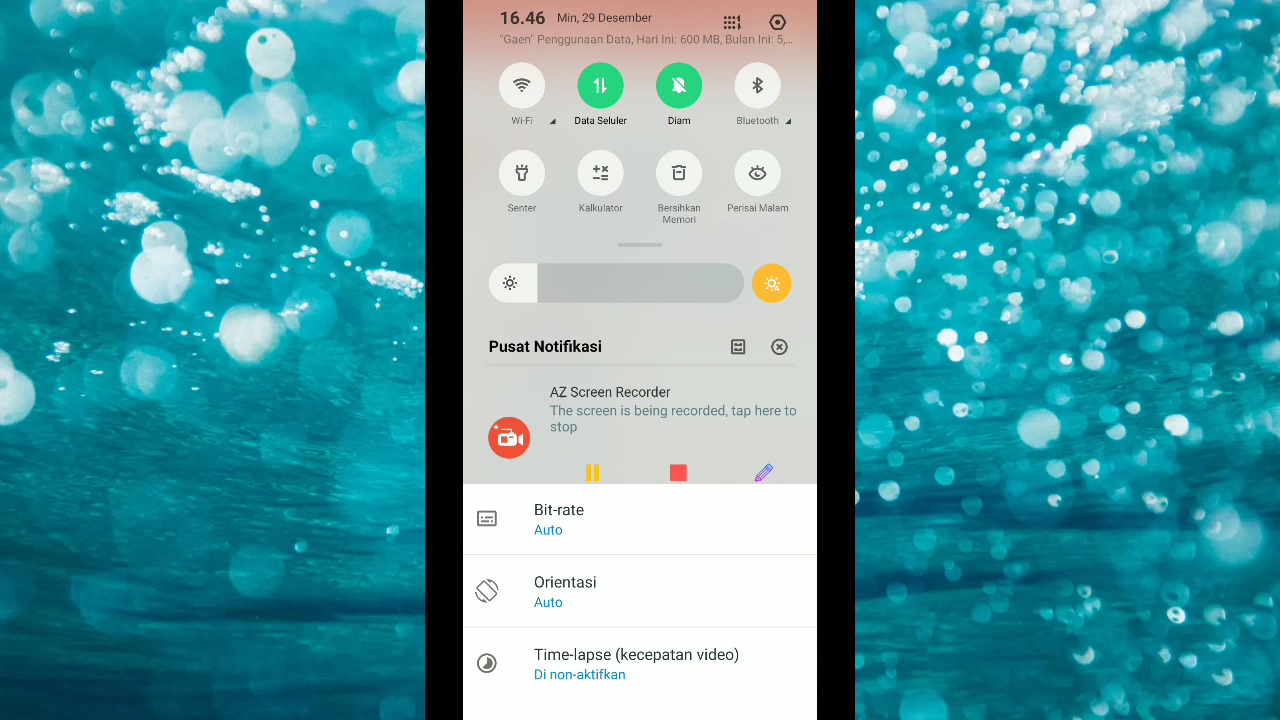 16.46 Min, 29 Desember
"Gaen" Penggunaan Data, Hari Ini: 600 MB, Bulan Ini: 5,...
Wi-Fi Data Seluler Diam Bluetooth
Senter Kalkulator Bersihkan Memori Perisai Malam
Pusat Notifikasi
AZ Screen Recorder
The screen is being recorded, tap here to
stop
Bit-rate
Auto
Orientasi
Auto
Time-lapse (kecepatan video)
Di non-aktifkan